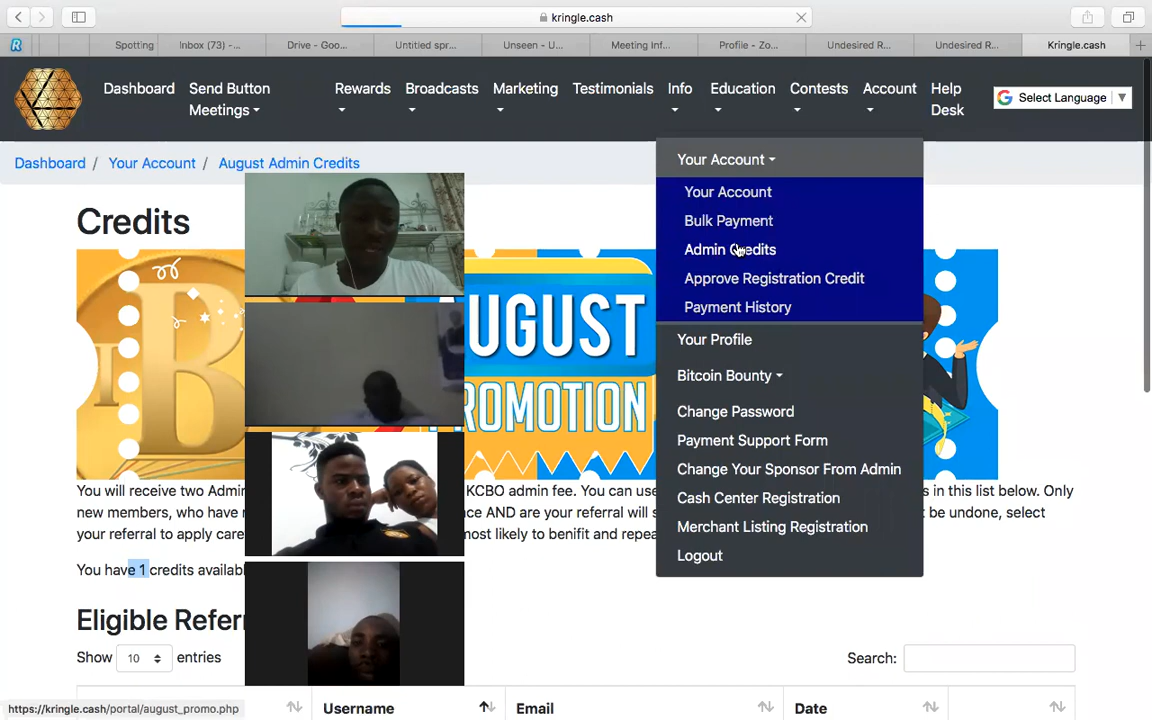 kringle.cash
Spotting
Inbox (73) -...
Drive - Goo...
Untitled spr...
Unseen - U...
Meeting Inf...
Profile - Zo...
Undesired R...
Undesired R...
Kringle.cash
Dashboard
Send Button
Meetings
Rewards
Broadcasts
Marketing
Testimonials
Info
Education
Contests
Account
Help
Desk
Select Language
Dashboard / Your Account / August Admin Credits
Your Account
Your Account
Bulk Payment
Admin Credits
Approve Registration Credit
Payment History
Your Profile
Bitcoin Bounty
Change Password
Payment Support Form
Change Your Sponsor From Admin
Cash Center Registration
Merchant Listing Registration
Logout
Credits
UGUST
ROMOTION
You will receive two Admi KCBO admin fee. You can use s in this list below. Only
new members, who have r ce AND are your referral will s t be undone, select
your referral to apply care most likely to benifit and repea
You have 1 credits availab
Eligible Refer
Show 10 entries
Search:
Username
Email
Date
https://kringle.cash/portal/august_promo.php